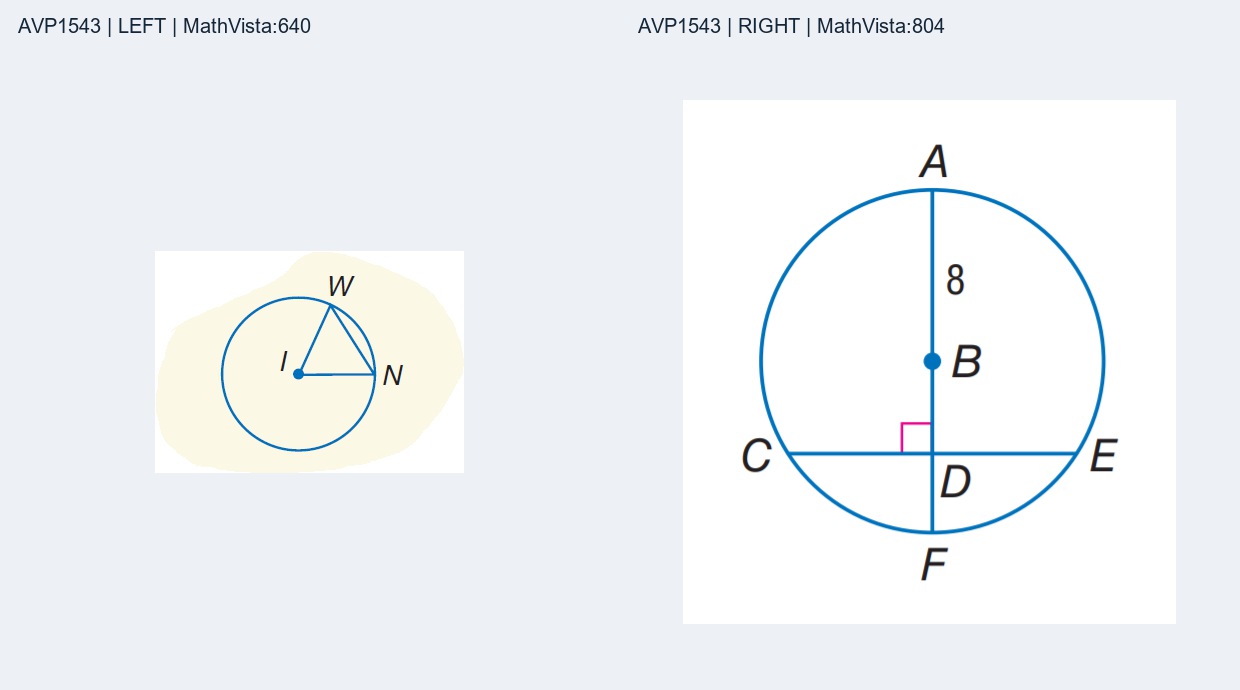 AVP1543 | LEFT | MathVista:640
AVP1543 | RIGHT | MathVista:804
W
I
N
A
8
B
C
E
D
F